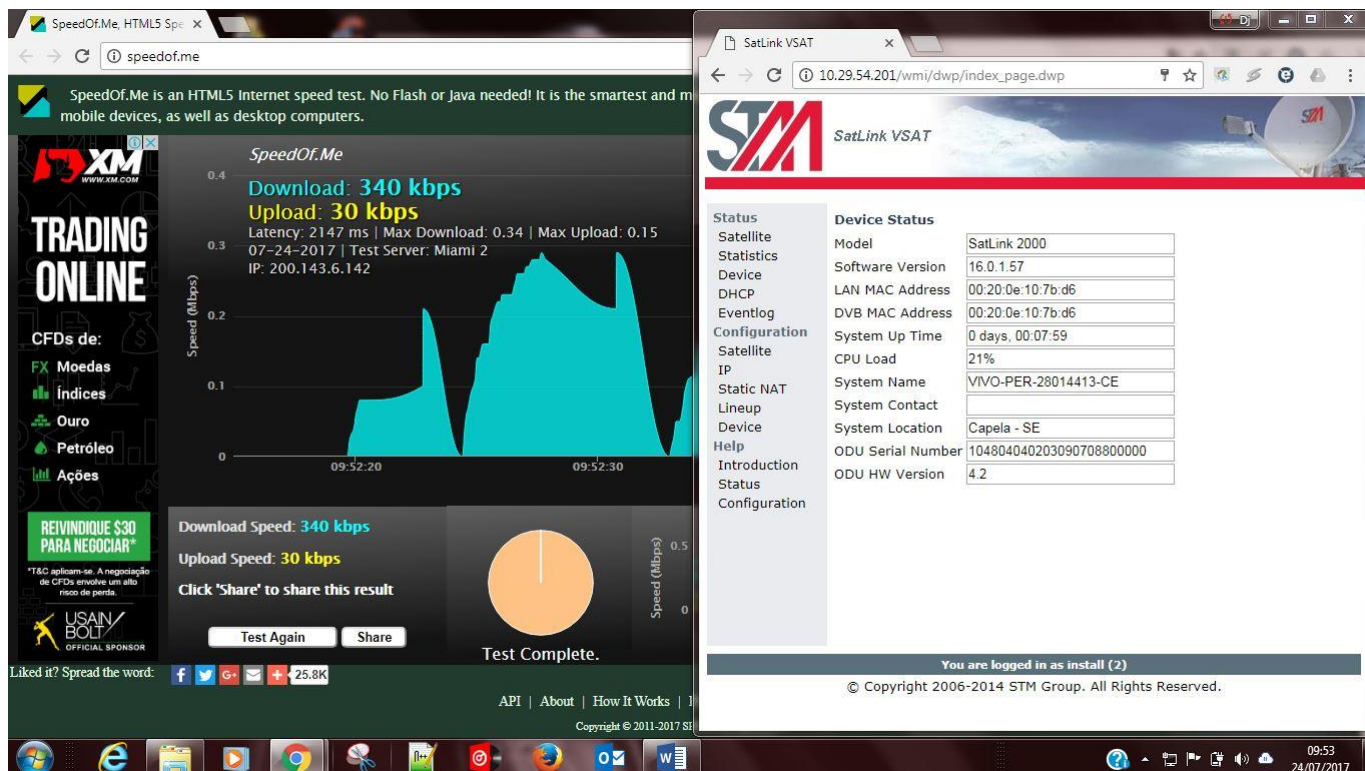 SpeedOf.Me, HTML5 Spe
speedof.me
SpeedOf.Me is an HTML5 Internet speed test. No Flash or Java needed! It is the smartest and m
mobile devices, as well as desktop computers.
XM
WWW.XM.COM
TRADING
ONLINE
CFDs de:
FX Moedas
Índices
Ouro
Petróleo
Ações
REIVINDIQUE $30
PARA NEGOCIAR*
*T&C aplicam-se. A negociação
de CFDs envolve um alto
risco de perda.
USAIN
BOLT
OFFICIAL SPONSOR
SpeedOf.Me
Download: 340 kbps
Upload: 30 kbps
Latency: 2147 ms | Max Download: 0.34 | Max Upload: 0.15
07-24-2017 | Test Server: Miami 2
IP: 200.143.6.142
Speed (Mbps)
0.4
0.3
0.2
0.1
0
09:52:20
09:52:30
Download Speed: 340 kbps
Upload Speed: 30 kbps
Click 'Share' to share this result
Test Again
Share
Test Complete.
Speed (Mbps)
0.5
0
Liked it? Spread the word:
25.8K
API | About | How It Works |
Copyright © 2011-2017
Dj
SatLink VSAT
10.29.54.201/wmi/dwp/index_page.dwp
STM
SatLink VSAT
STM
Status
Satellite
Statistics
Device
DHCP
Eventlog
Configuration
Satellite
IP
Static NAT
Lineup
Device
Help
Introduction
Status
Configuration
Device Status
Model SatLink 2000
Software Version 16.0.1.57
LAN MAC Address 00:20:0e:10:7b:d6
DVB MAC Address 00:20:0e:10:7b:d6
System Up Time 0 days, 00:07:59
CPU Load 21%
System Name VIVO-PER-28014413-CE
System Contact
System Location Capela - SE
ODU Serial Number 104804040203090708800000
ODU HW Version 4.2
You are logged in as install (2)
© Copyright 2006-2014 STM Group. All Rights Reserved.
09:53
24/07/2017